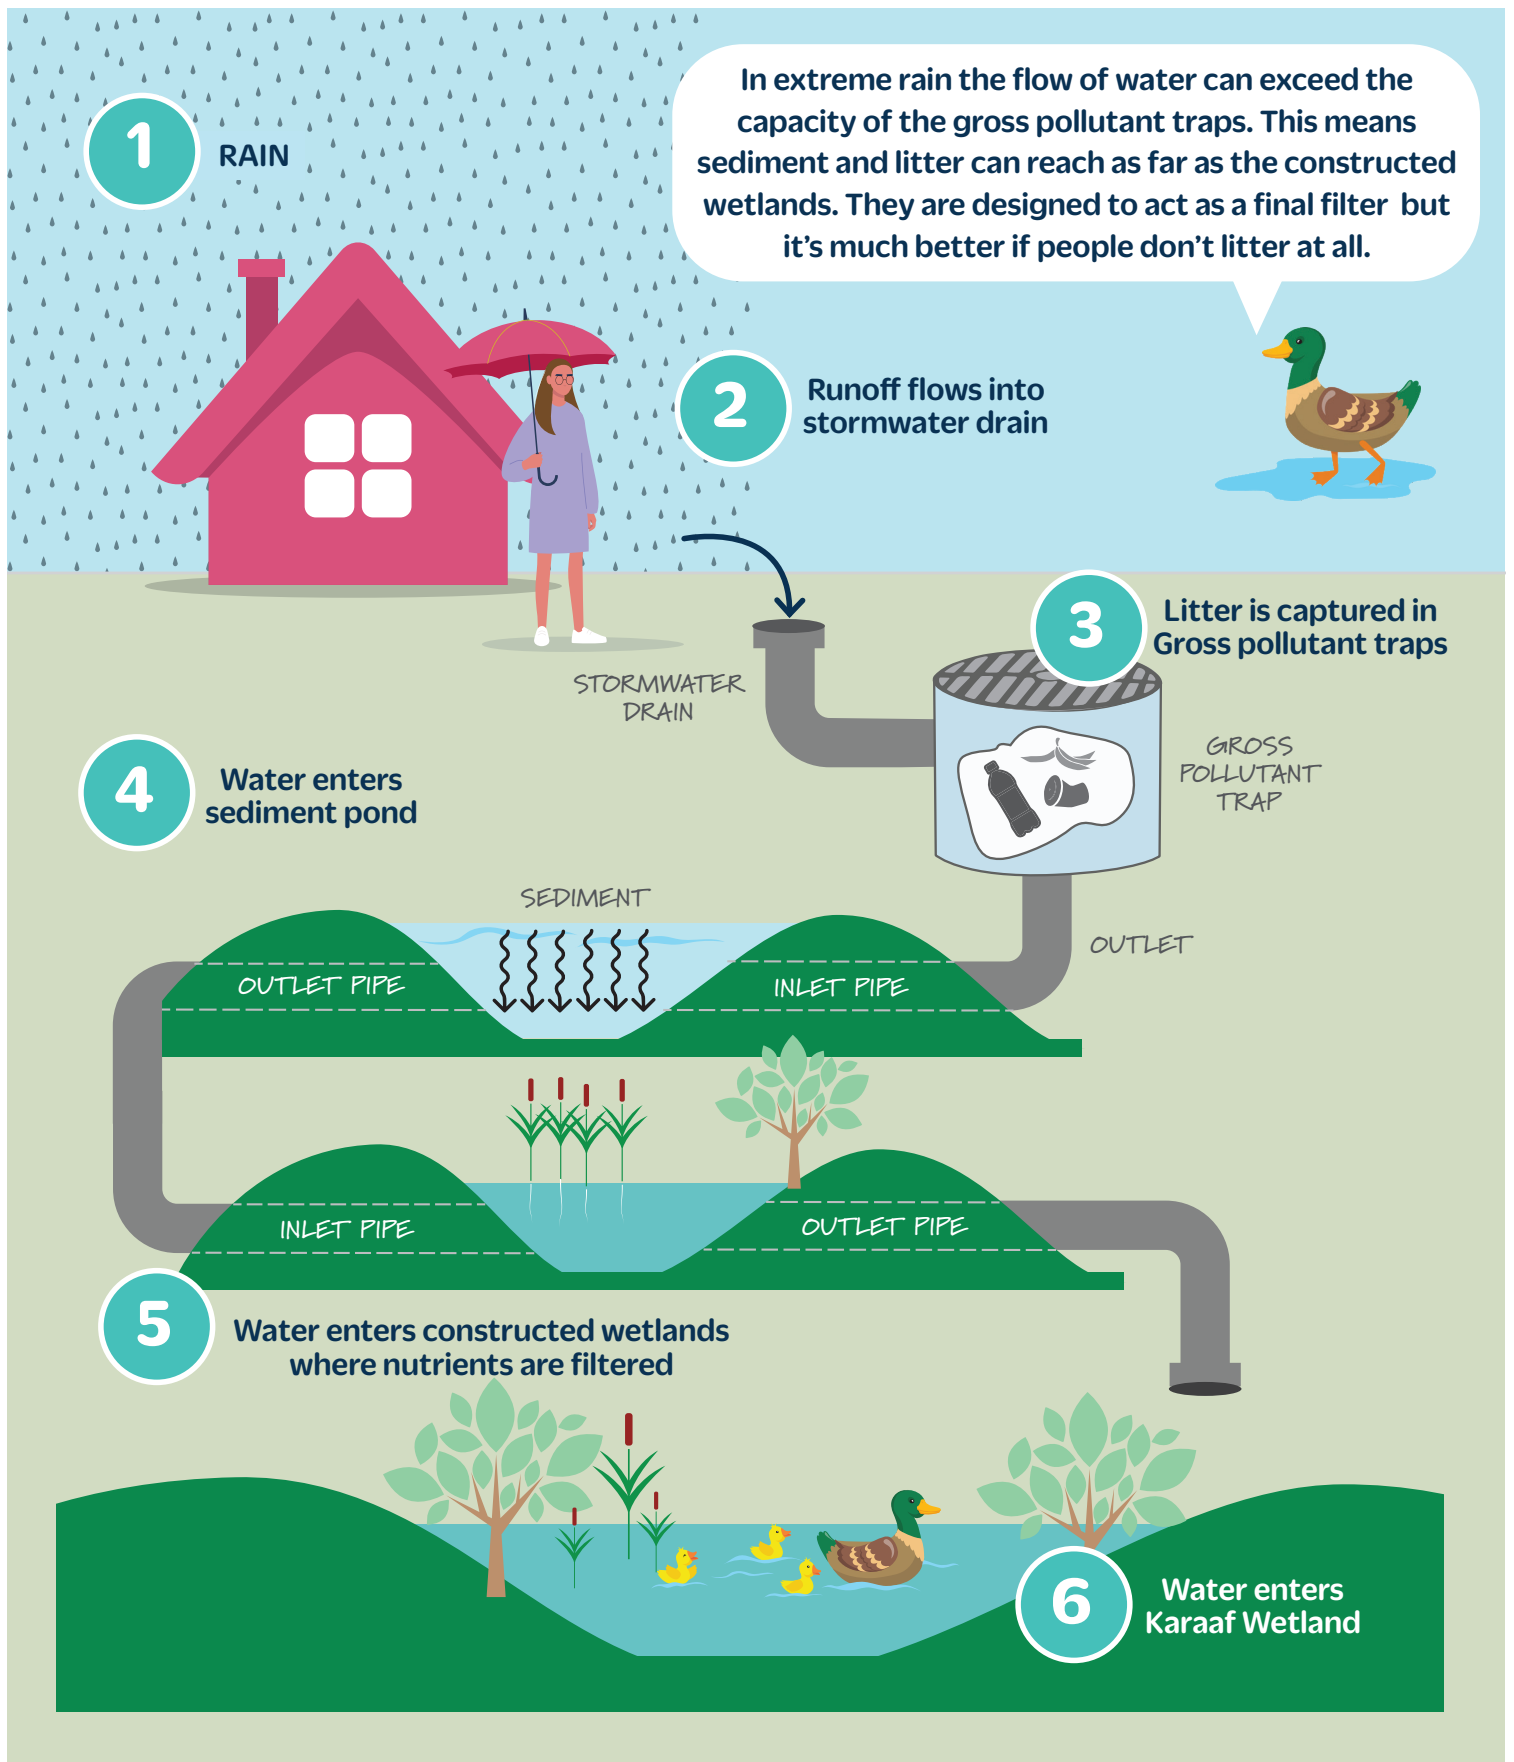 1
RAIN
In extreme rain the flow of water can exceed the
capacity of the gross pollutant traps. This means
sediment and litter can reach as far as the constructed
wetlands. They are designed to act as a final filter but
it's much better if people don't litter at all.
2
Runoff flows into
stormwater drain
3
Litter is captured in
Gross pollutant traps
STORMWATER
DRAIN
GROSS
POLLUTANT
TRAP
4
Water enters
sediment pond
SEDIMENT
OUTLET
OUTLET PIPE
INLET PIPE
INLET PIPE
OUTLET PIPE
5
Water enters constructed wetlands
where nutrients are filtered
6
Water enters
Karaaf Wetland